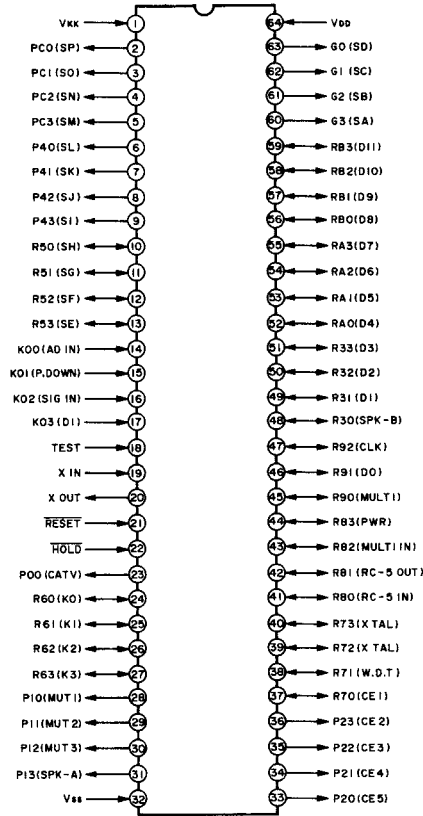 VKK 1 64 VDD
PC0(SP) 2 63 G0(SD)
PC1(SO) 3 62 G1(SC)
PC2(SN) 4 61 G2(SB)
PC3(SM) 5 60 G3(SA)
P40(SL) 6 59 RB3(D11)
P41(SK) 7 58 RB2(D10)
P42(SJ) 8 57 RB1(D9)
P43(SI) 9 56 RB0(D8)
R50(SH) 10 55 RA3(D7)
R51(SG) 11 54 RA2(D6)
R52(SF) 12 53 RA1(D5)
R53(SE) 13 52 RA0(D4)
K00(AD IN) 14 51 R33(D3)
K01(P.DOWN) 15 50 R32(D2)
K02(SIG IN) 16 49 R31(D1)
K03(DI) 17 48 R30(SPK-B)
TEST 18 47 R92(CLK)
X IN 19 46 R91(DO)
X OUT 20 45 R90(MULTI)
RESET 21 44 R83(PWR)
HOLD 22 43 R82(MULTI IN)
P00(CATV) 23 42 R81(RC-5 OUT)
R60(K0) 24 41 R80(RC-5 IN)
R61(K1) 25 40 R73(XTAL)
R62(K2) 26 39 R72(XTAL)
R63(K3) 27 38 R71(W.D.T)
P10(MUT1) 28 37 R70(CE1)
P11(MUT2) 29 36 P23(CE2)
P12(MUT3) 30 35 P22(CE3)
P13(SPK-A) 31 34 P21(CE4)
Vss 32 33 P20(CE5)